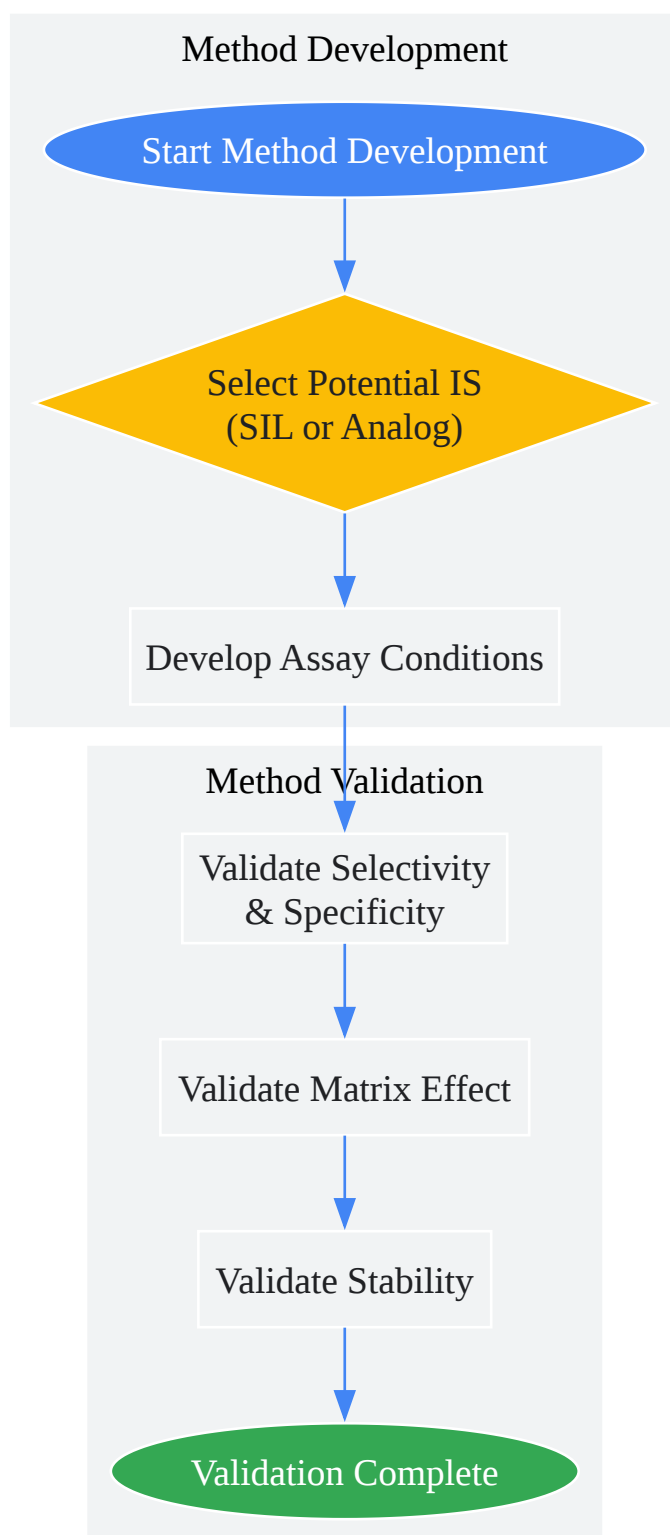 Method Development
Start Method Development
Select Potential IS
(SIL or Analog)
Develop Assay Conditions
Method Validation
Validate Selectivity
& Specificity
Validate Matrix Effect
Validate Stability
Validation Complete